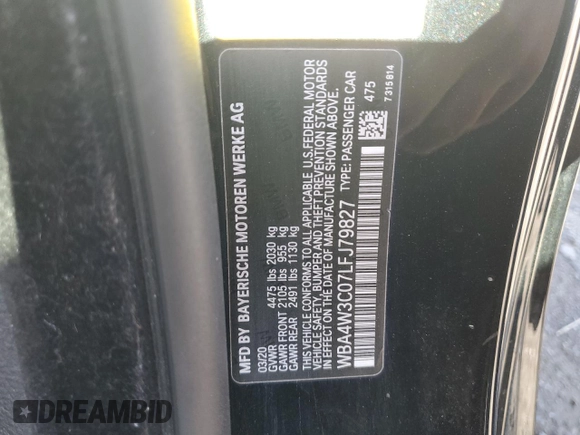 MFD BY BAYERISCHE MOTOREN WERKE AG
03/20
GVWR 4475 lbs 2030 kg
GAWR FRONT 2105 lbs 955 kg
GAWR REAR 2491 lbs 1130 kg
THIS VEHICLE CONFORMS TO ALL APPLICABLE U.S.FEDERAL MOTOR
VEHICLE SAFETY, BUMPER AND THEFT PREVENTION STANDARDS
IN EFFECT ON THE DATE OF MANUFACTURE SHOWN ABOVE.
WBA4W3C07LFJ79827 TYPE: PASSENGER CAR
475
7315814
DREAMBID